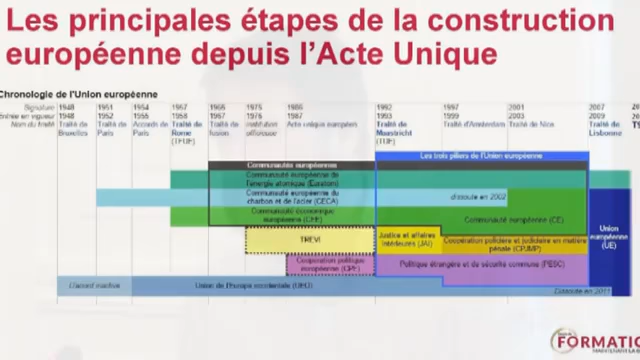 Les principales étapes de la construction
européenne depuis l'Acte Unique
Chronologie de l'Union européenne
Signature 1948 1951 1954 1957 1965 1975 1986 1992 1997 2001 2007
Entrée en vigueur 1948 1952 1955 1958 1967 1976 1987 1993 1999 2003 2009
Nom du traité Traité de Bruxelles Traité de Paris Accords de Paris Traité de Rome Traité de fusion Institution officieuse Acte unique européen Traité de Maastricht (TUE) Traité d'Amsterdam Traité de Nice Traité de Lisbonne
Les trois piliers de l'Union européenne
Communautés européennes
Communauté européenne de
l'énergie atomique (Euratom)
Communauté européenne du
charbon et de l'acier (CECA)
dissoute en 2002
Communauté économique
européenne (CEE)
Communauté européenne (CE)
TREVI
Justice et affaires
intérieures (JAI)
Coopération policière et judiciaire en matière
pénale (CPJMP)
Coopération politique
européenne (CPE)
Politique étrangère et de sécurité commune (PESC)
Union
européenne
(UE)
Union de l'Europe occidentale (UEO)
Dissoute en 2011
FORMATIO